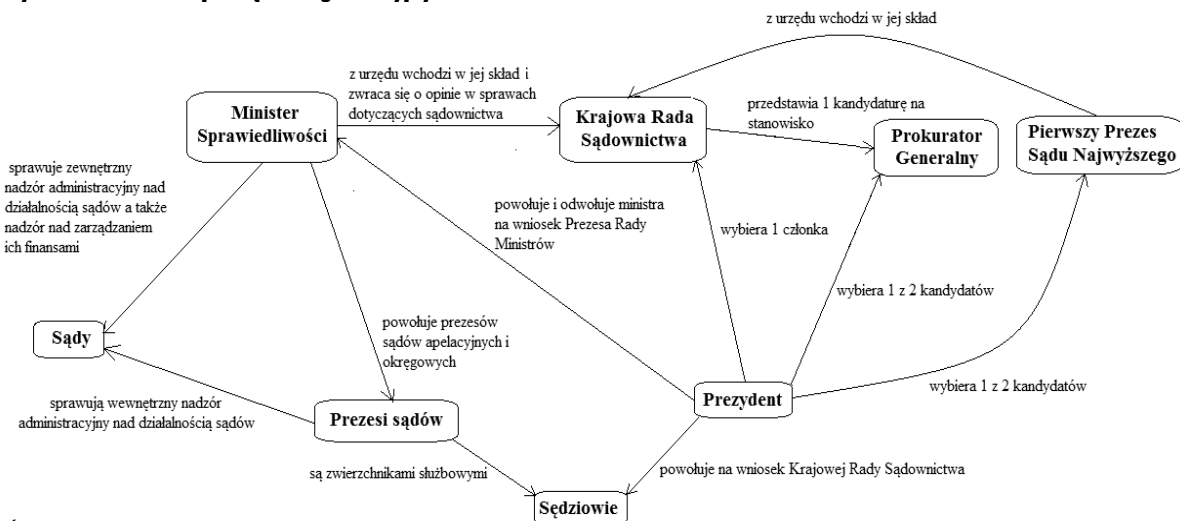 z urzędu wchodzi w jej skład
z urzędu wchodzi w jej skład i
zwraca się o opinie w sprawach
dotyczących sądownictwa
Minister
Sprawiedliwości
Krajowa Rada
Sądownictwa
przedstawia 1 kandydaturę na
stanowisko
Prokurator
Generalny
Pierwszy Prezes
Sądu Najwyższego
sprawuje zewnętrzny
nadzór administracyjny nad
działalnością sądów a także
nadzór nad zarządzaniem
ich finansami
powołuje i odwołuje ministra
na wniosek Prezesa Rady
Ministrów
wybiera 1 członka
wybiera 1 z 2 kandydatów
Sądy
powołuje prezesów
sądów apelacyjnych i
okręgowych
wybiera 1 z 2 kandydatów
sprawują wewnętrzny nadzór
administracyjny nad działalnością sądów
Prezesi sądów
Prezydent
są zwierzchnikami służbowymi
powołuje na wniosek Krajowej Rady Sądownictwa
Sędziowie